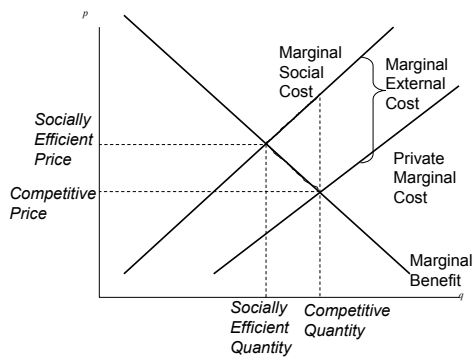 p
Marginal
Social
Cost
Marginal
External
Cost
Socially
Efficient
Price
Private
Marginal
Cost
Competitive
Price
Marginal
Benefit
q
Socially
Efficient
Quantity
Competitive
Quantity